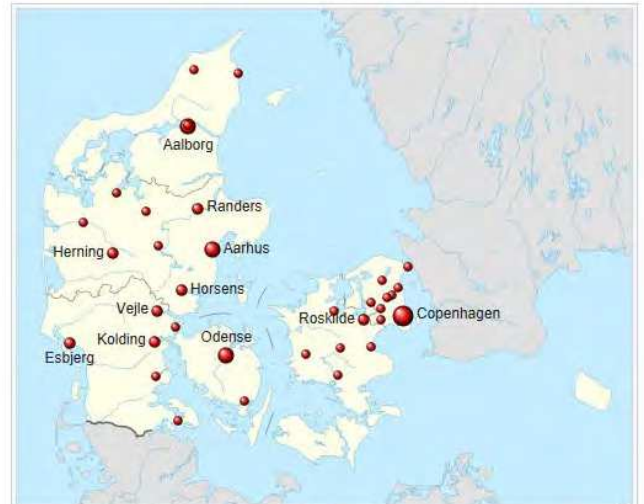 Aalborg
Randers
Herning
Aarhus
Horsens
Vejle
Roskilde
Copenhagen
Kolding
Odense
Esbjerg